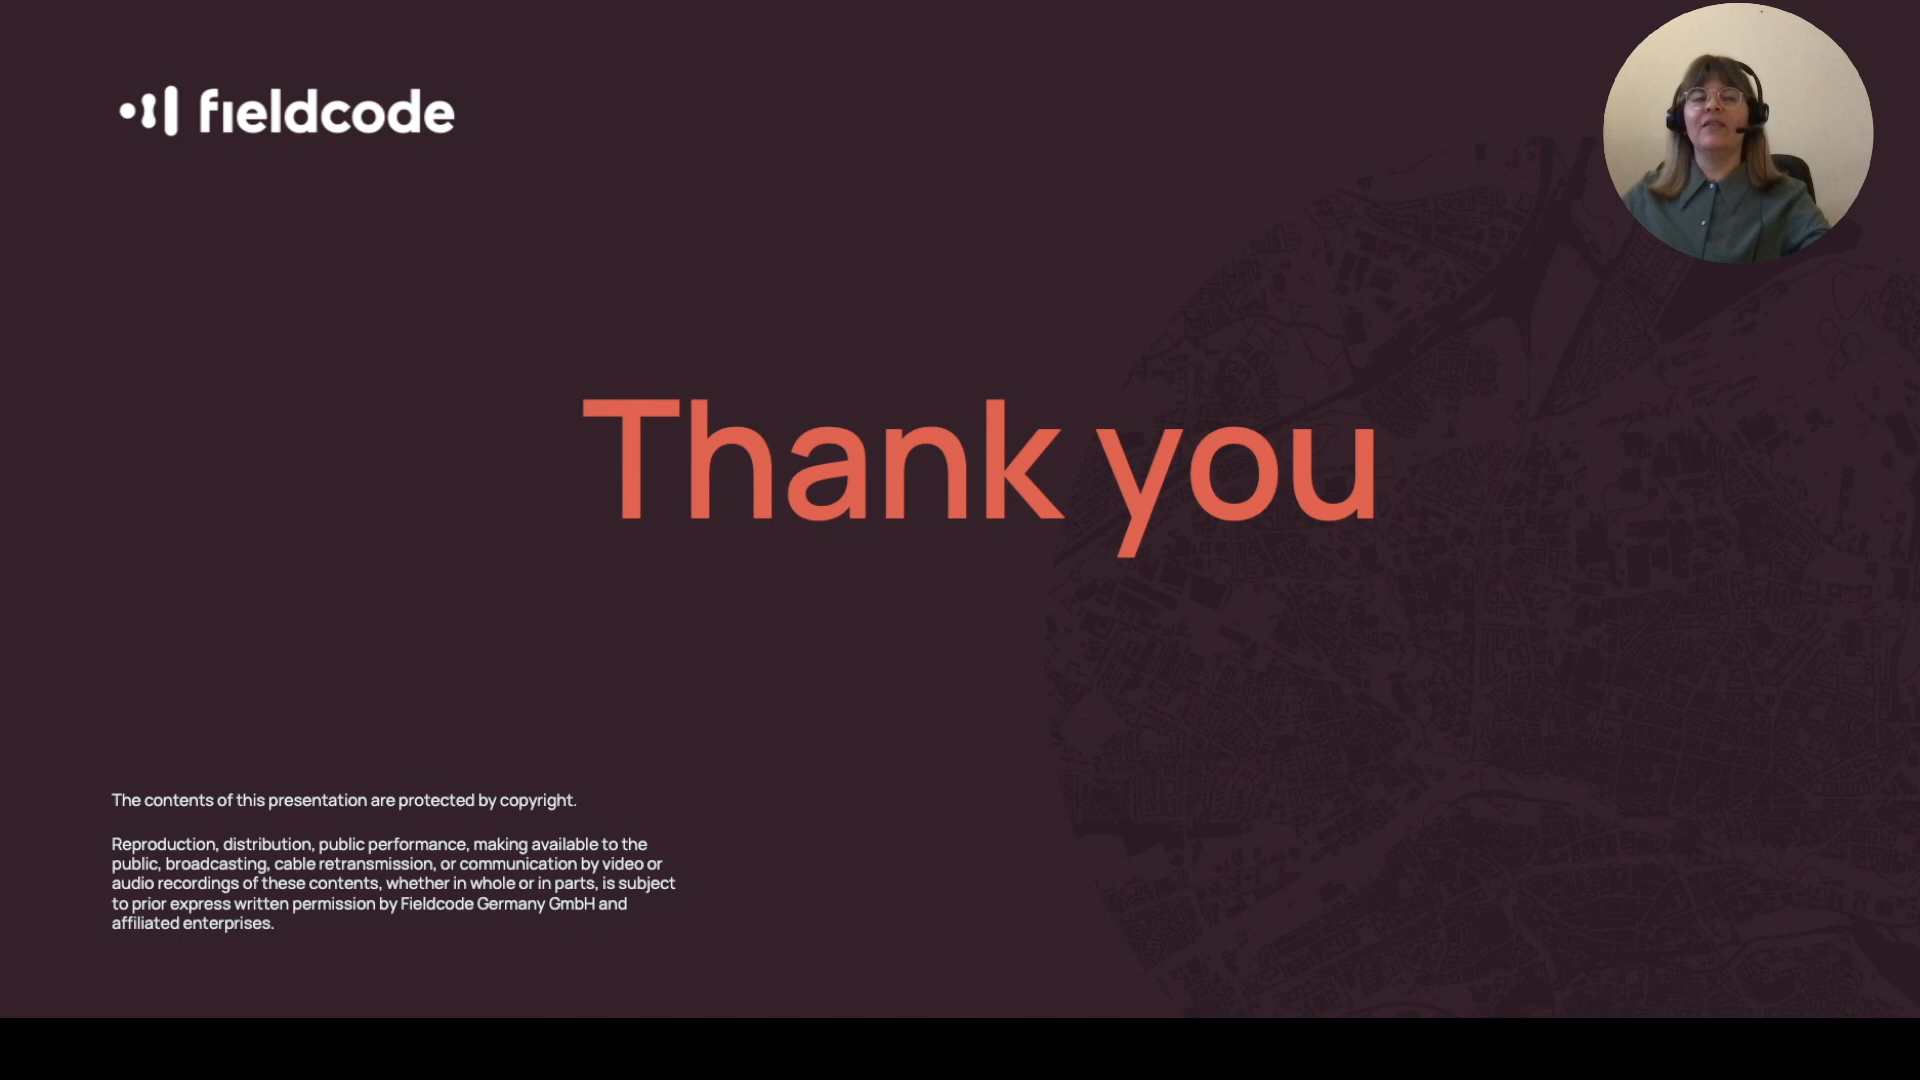 fieldcode
Thank you
The contents of this presentation are protected by copyright.
Reproduction, distribution, public performance, making available to the
public, broadcasting, cable retransmission, or communication by video or
audio recordings of these contents, whether in whole or in parts, is subject
to prior express written permission by Fieldcode Germany GmbH and
affiliated enterprises.